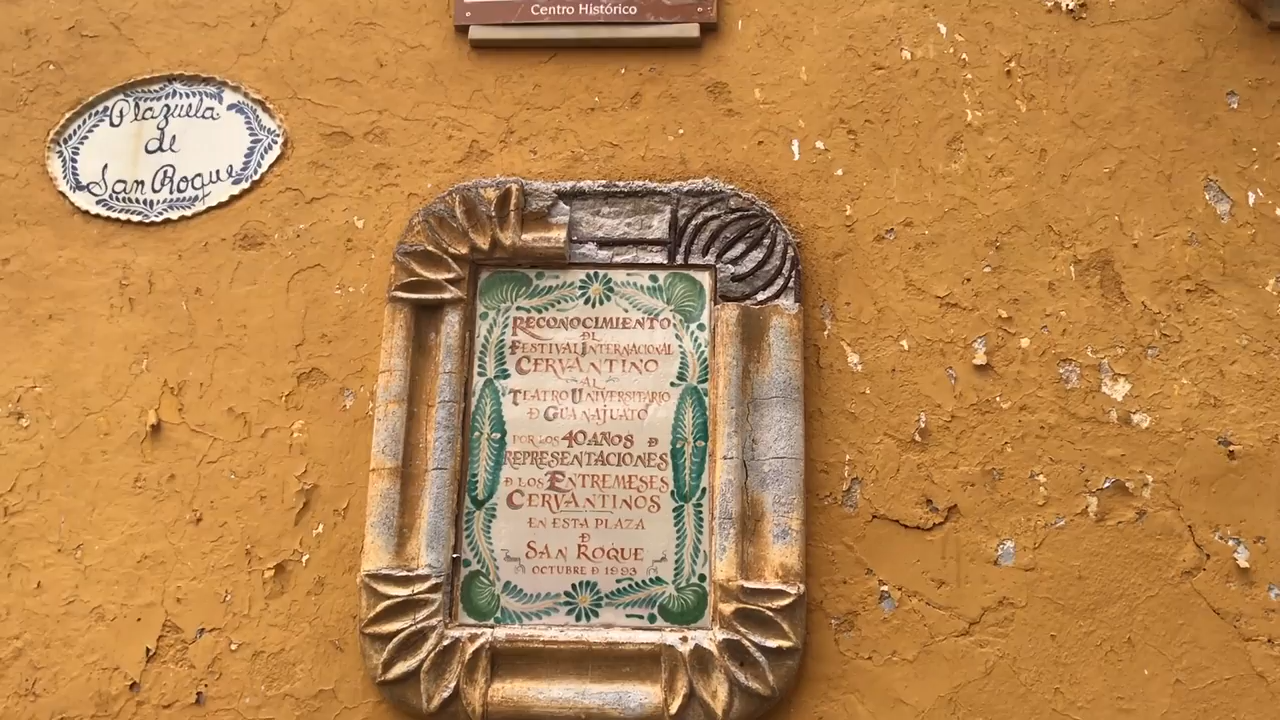 Centro Histórico
Plazuela
de
San Roque
RECONOCIMIENTO
DL
FESTIVAL INTERNACIONAL
CERVANTINO
AL
TEATRO UNIVERSITARIO
D GUANAJUATO
POR LOS 40 AÑOS D
REPRESENTACIONES
D LOS ENTREMESES
CERVANTINOS
EN ESTA PLAZA
D
SAN ROQUE
OCTUBRE D 1993